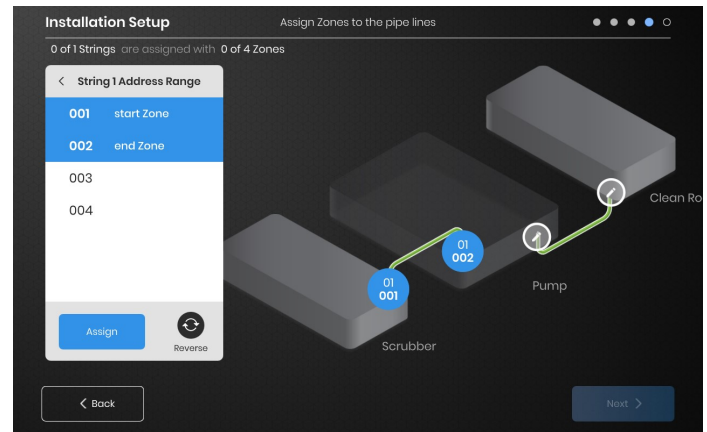 Installation Setup
Assign Zones to the pipe lines
0 of 1 Strings are assigned with 0 of 4 Zones
String 1 Address Range
001 start Zone
002 end Zone
003
004
Assign
Reverse
01
001
01
002
Scrubber
Pump
Clean Ro
Back
Next